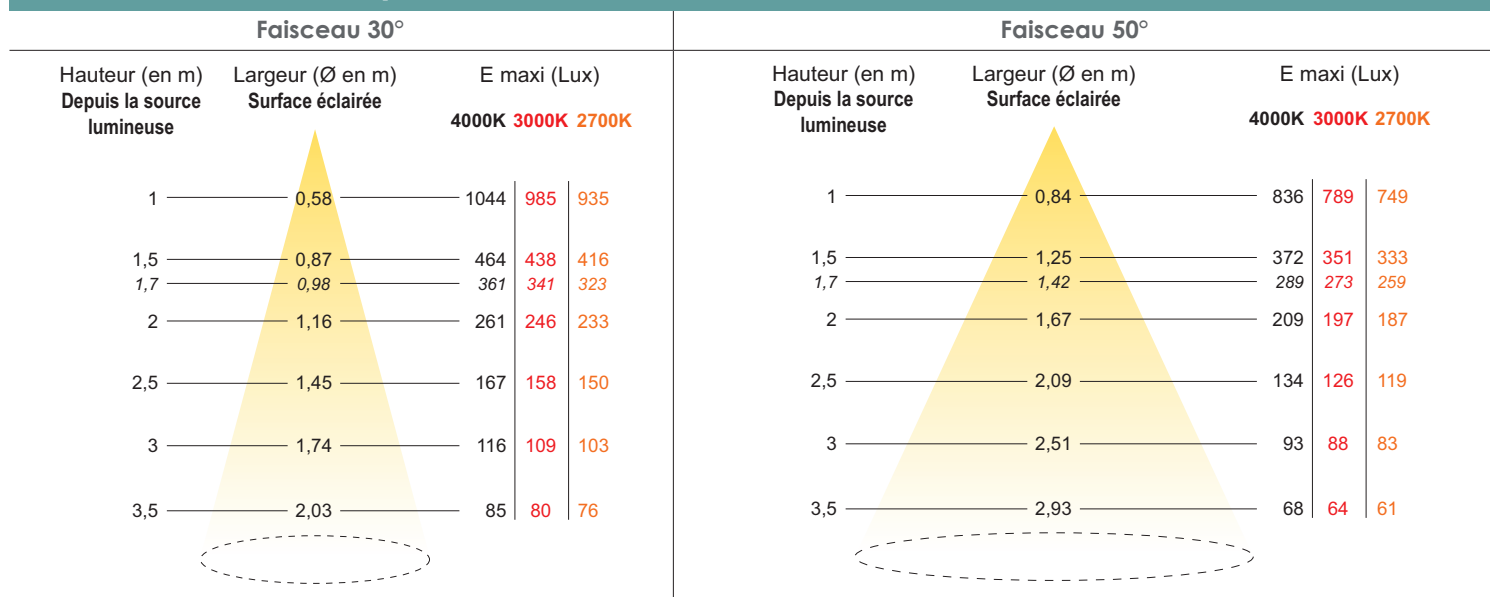 Faisceau 30°
Hauteur (en m) Largeur (Ø en m) E maxi (Lux)
Depuis la source Surface éclairée
lumineuse
4000K 3000K 2700K
1 0,58 1044 985 935
1,5 0,87 464 438 416
1,7 0,98 361 341 323
2 1,16 261 246 233
2,5 1,45 167 158 150
3 1,74 116 109 103
3,5 2,03 85 80 76
Faisceau 50°
Hauteur (en m) Largeur (Ø en m) E maxi (Lux)
Depuis la source Surface éclairée
lumineuse
4000K 3000K 2700K
1 0,84 836 789 749
1,5 1,25 372 351 333
1,7 1,42 289 273 259
2 1,67 209 197 187
2,5 2,09 134 126 119
3 2,51 93 88 83
3,5 2,93 68 64 61